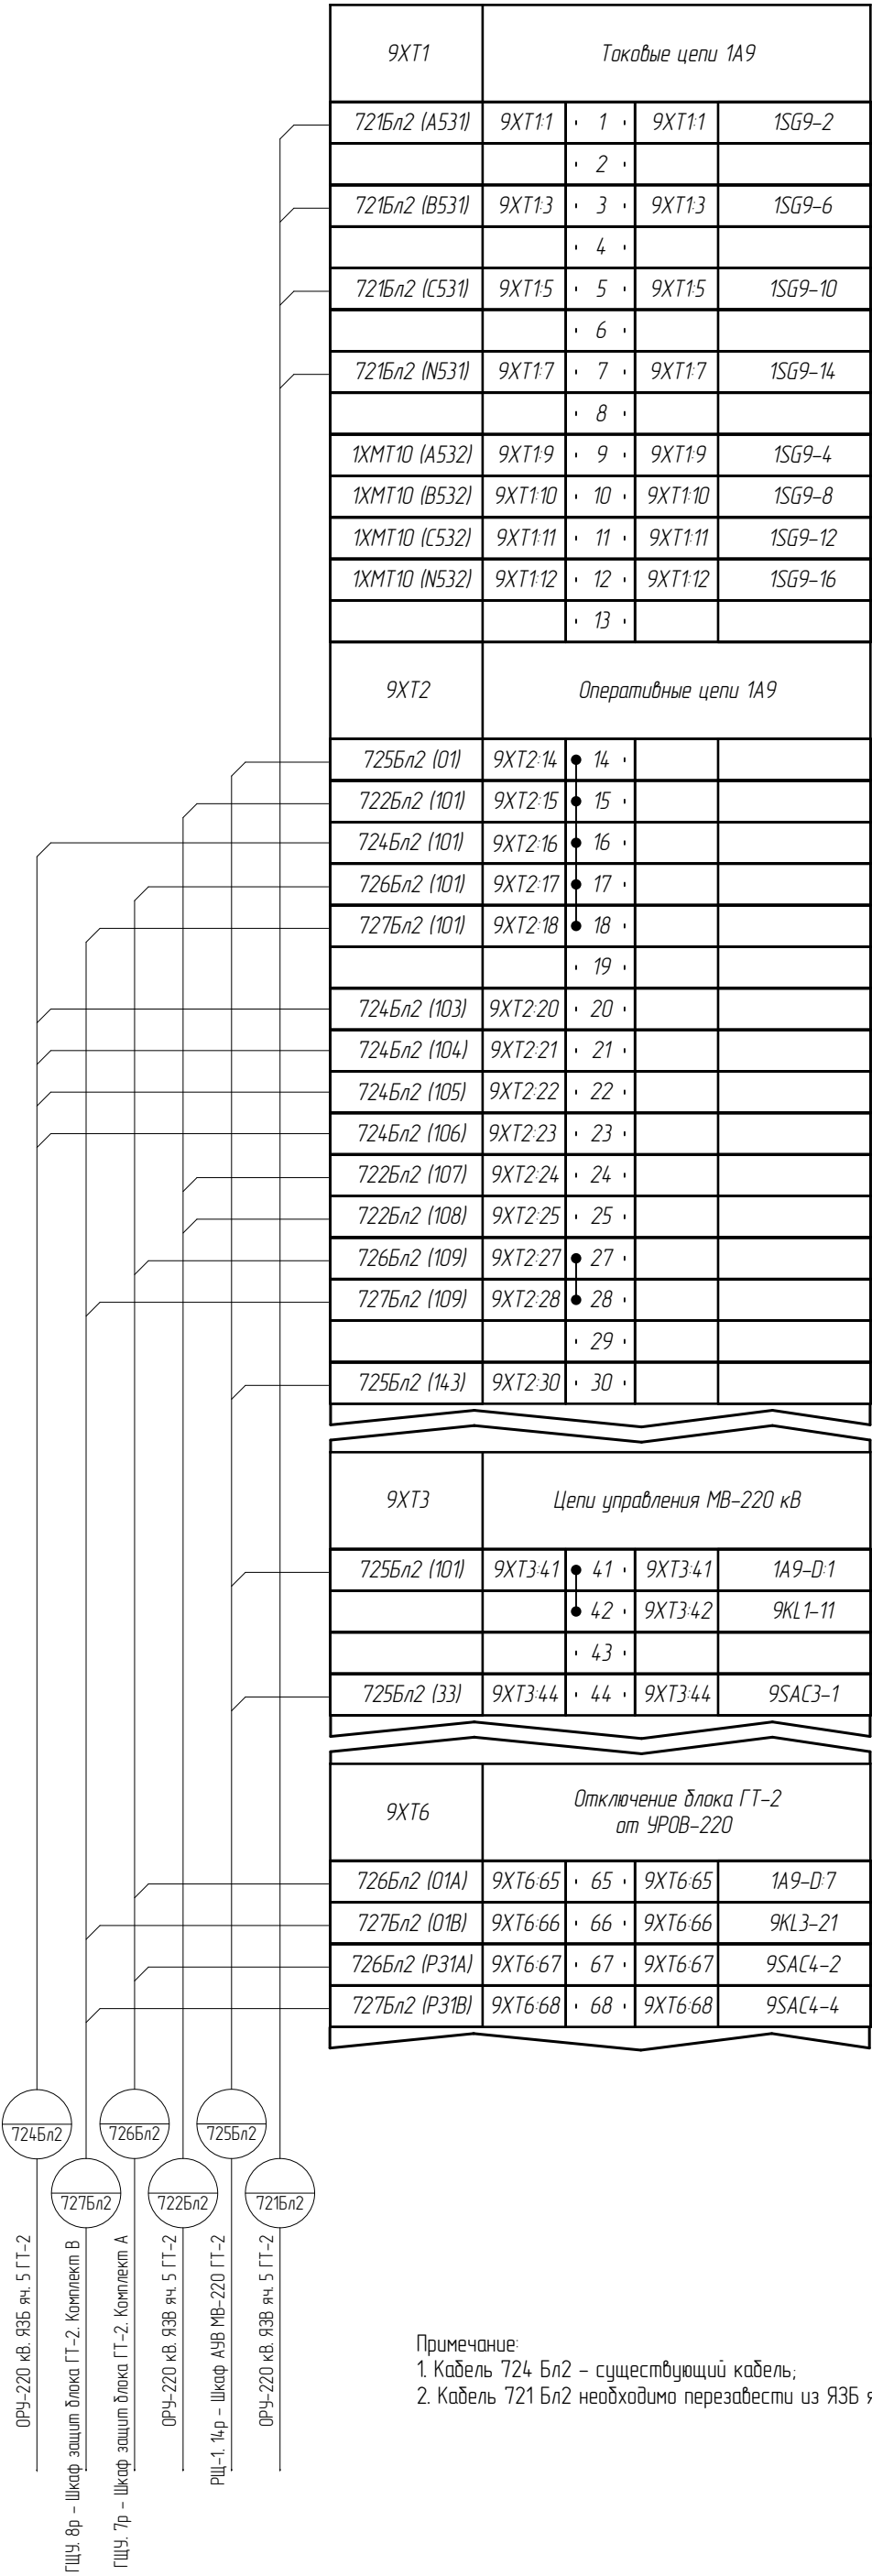 9XT1 Токовые цепи 1А9
721Бл2 (A531) 9XT1:1 1 9XT1:1 1SG9-2
2
721Бл2 (B531) 9XT1:3 3 9XT1:3 1SG9-6
4
721Бл2 (C531) 9XT1:5 5 9XT1:5 1SG9-10
6
721Бл2 (N531) 9XT1:7 7 9XT1:7 1SG9-14
8
1XMT10 (A532) 9XT1:9 9 9XT1:9 1SG9-4
1XMT10 (B532) 9XT1:10 10 9XT1:10 1SG9-8
1XMT10 (C532) 9XT1:11 11 9XT1:11 1SG9-12
1XMT10 (N532) 9XT1:12 12 9XT1:12 1SG9-16
13
9XT2 Оперативные цепи 1А9
725Бл2 (01) 9XT2:14 14
722Бл2 (101) 9XT2:15 15
724Бл2 (101) 9XT2:16 16
726Бл2 (101) 9XT2:17 17
727Бл2 (101) 9XT2:18 18
19
724Бл2 (103) 9XT2:20 20
724Бл2 (104) 9XT2:21 21
724Бл2 (105) 9XT2:22 22
724Бл2 (106) 9XT2:23 23
722Бл2 (107) 9XT2:24 24
722Бл2 (108) 9XT2:25 25
726Бл2 (109) 9XT2:27 27
727Бл2 (109) 9XT2:28 28
29
725Бл2 (143) 9XT2:30 30
9XT3 Цепи управления МВ-220 кВ
725Бл2 (101) 9XT3:41 41 9XT3:41 1A9-D:1
42 9XT3:42 9KL1-11
43
725Бл2 (33) 9XT3:44 44 9XT3:44 9SAC3-1
9XT6 Отключение блока ГТ-2
от УРОВ-220
726Бл2 (01A) 9XT6:65 65 9XT6:65 1A9-D:7
727Бл2 (01B) 9XT6:66 66 9XT6:66 9KL3-21
726Бл2 (P31A) 9XT6:67 67 9XT6:67 9SAC4-2
727Бл2 (P31B) 9XT6:68 68 9XT6:68 9SAC4-4
724Бл2 726Бл2 725Бл2
727Бл2 722Бл2 721Бл2
ОРУ-220 кВ. ЯЗБ яч. 5 ГТ-2
ГЩУ. 8р - Шкаф защит блока ГТ-2. Комплект В
ГЩУ. 7р - Шкаф защит блока ГТ-2. Комплект А
ОРУ-220 кВ. ЯЗВ яч. 5 ГТ-2
РЩ-1. 14р - Шкаф АУВ МВ-220 ГТ-2
ОРУ-220 кВ. ЯЗВ яч. 5 ГТ-2
Примечание:
1. Кабель 724 Бл2 - существующий кабель;
2. Кабель 721 Бл2 необходимо перезавести из ЯЗБ я